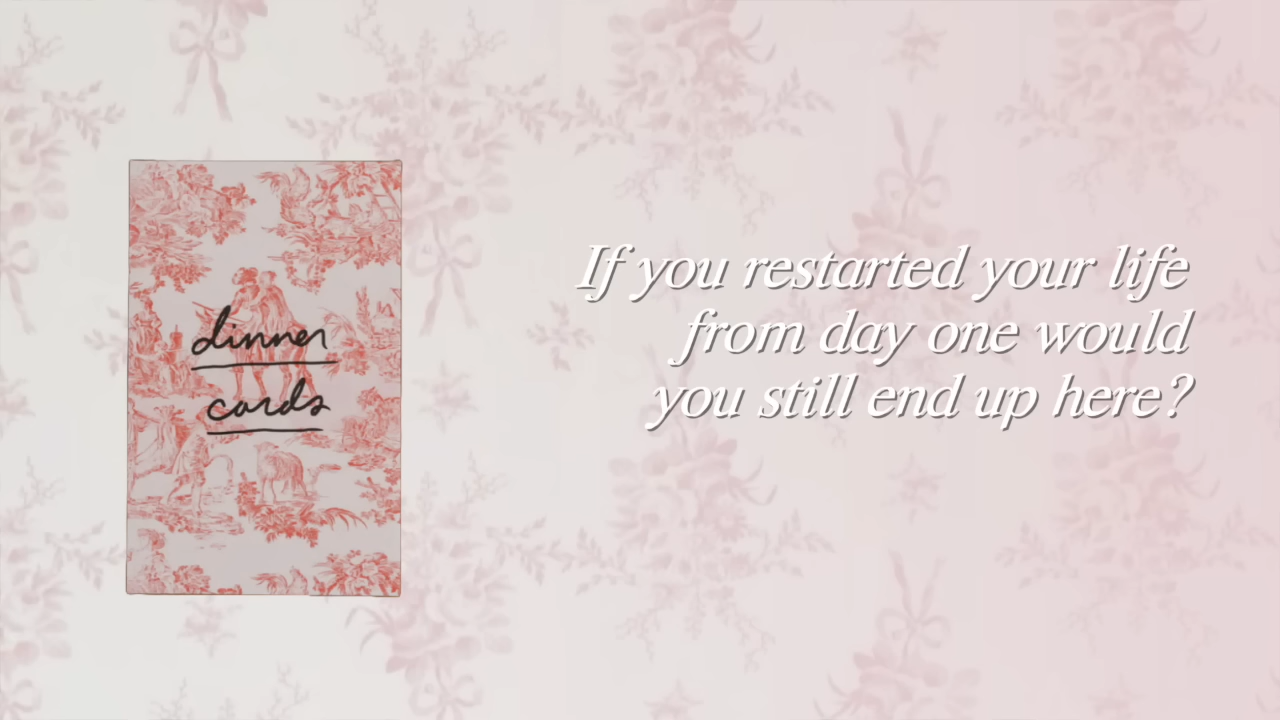 dinner
cards
If you restarted your life
from day one would
you still end up here?